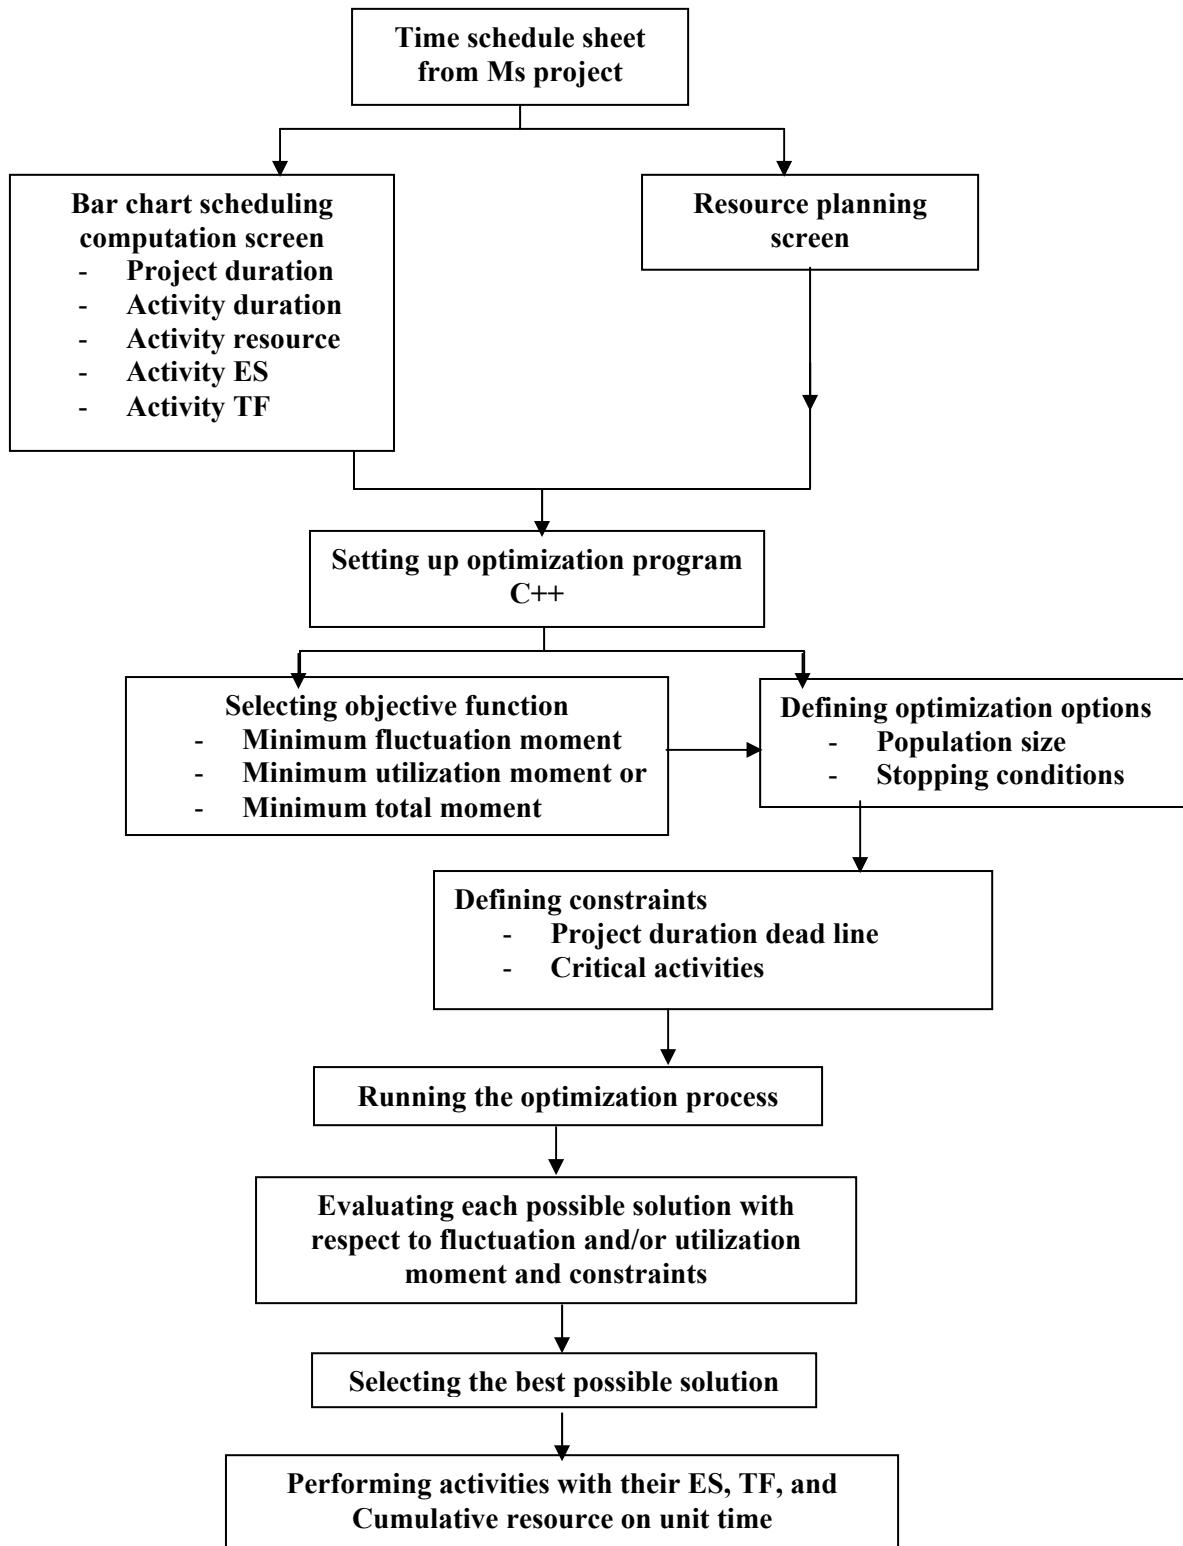 Time schedule sheet
from Ms project
Bar chart scheduling
computation screen
- Project duration
- Activity duration
- Activity resource
- Activity ES
- Activity TF
Resource planning
screen
Setting up optimization program
C++
Selecting objective function
- Minimum fluctuation moment
- Minimum utilization moment or
- Minimum total moment
Defining optimization options
- Population size
- Stopping conditions
Defining constraints
- Project duration dead line
- Critical activities
Running the optimization process
Evaluating each possible solution with
respect to fluctuation and/or utilization
moment and constraints
Selecting the best possible solution
Performing activities with their ES, TF, and
Cumulative resource on unit time